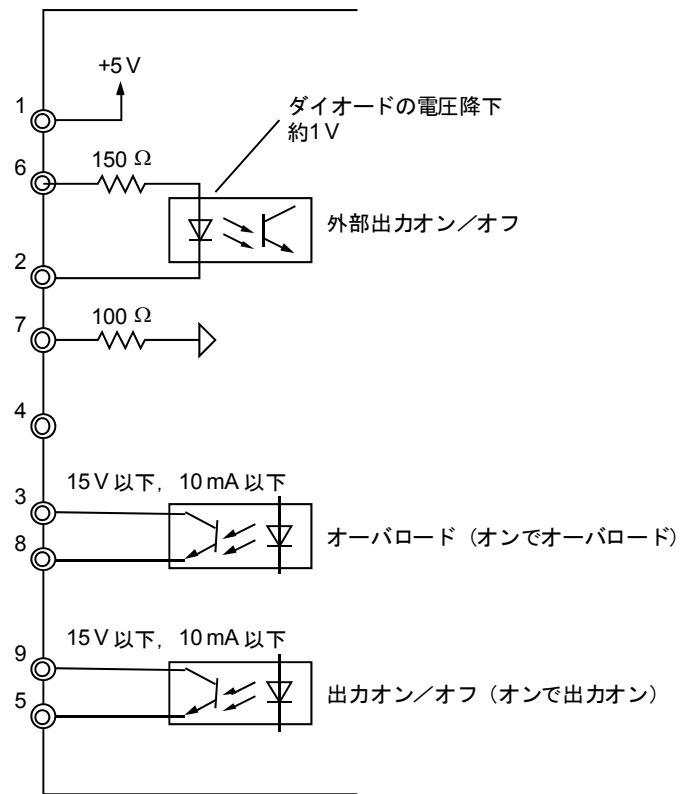 +5 V
1
ダイオードの電圧降下
約1 V
6
150 Ω
外部出力オン／オフ
2
7
100 Ω
4
15 V 以下，10 mA 以下
3
オーバロード（オンでオーバロード）
8
15 V 以下，10 mA 以下
9
出力オン／オフ（オンで出力オン）
5